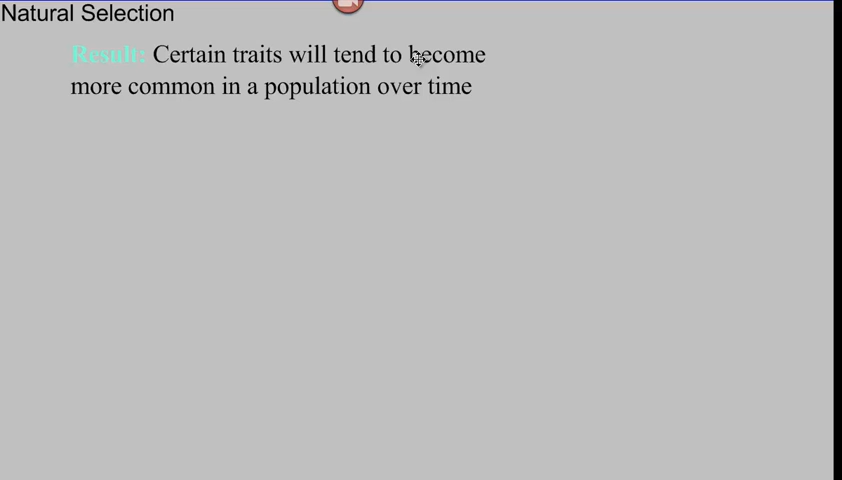 Natural Selection
Result: Certain traits will tend to become
more common in a population over time